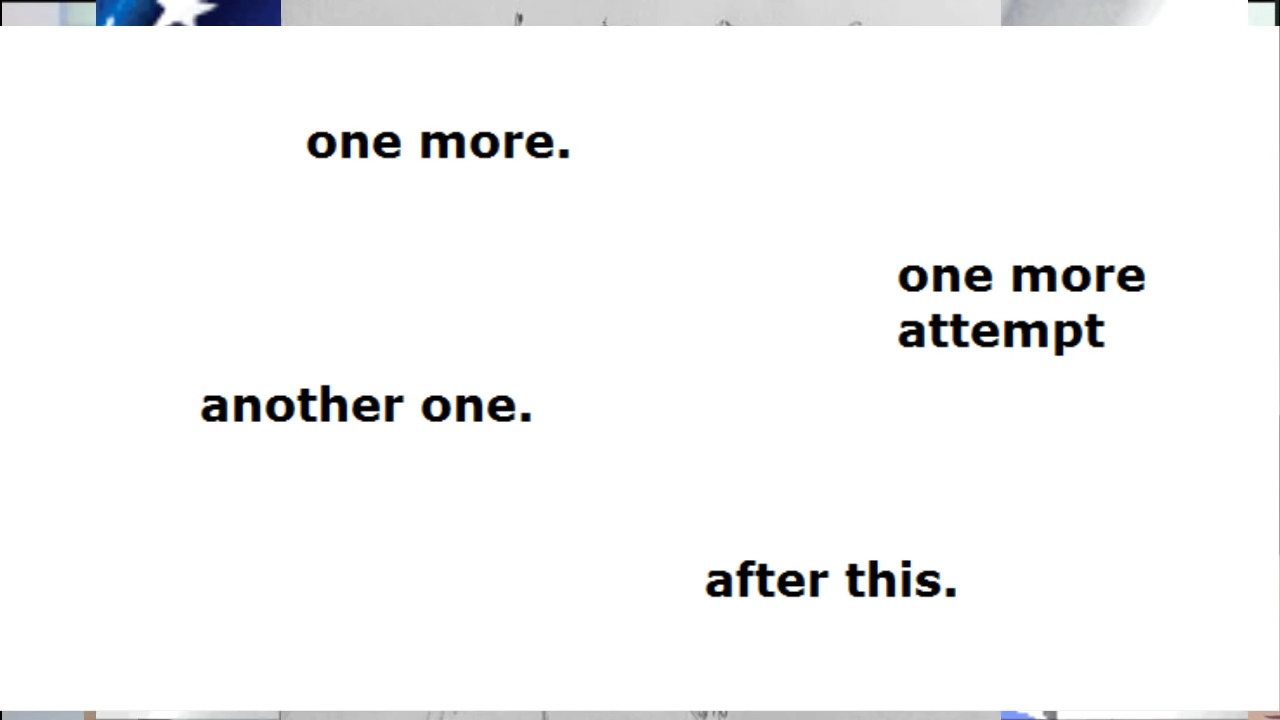 one more.
one more
attempt
another one.
after this.